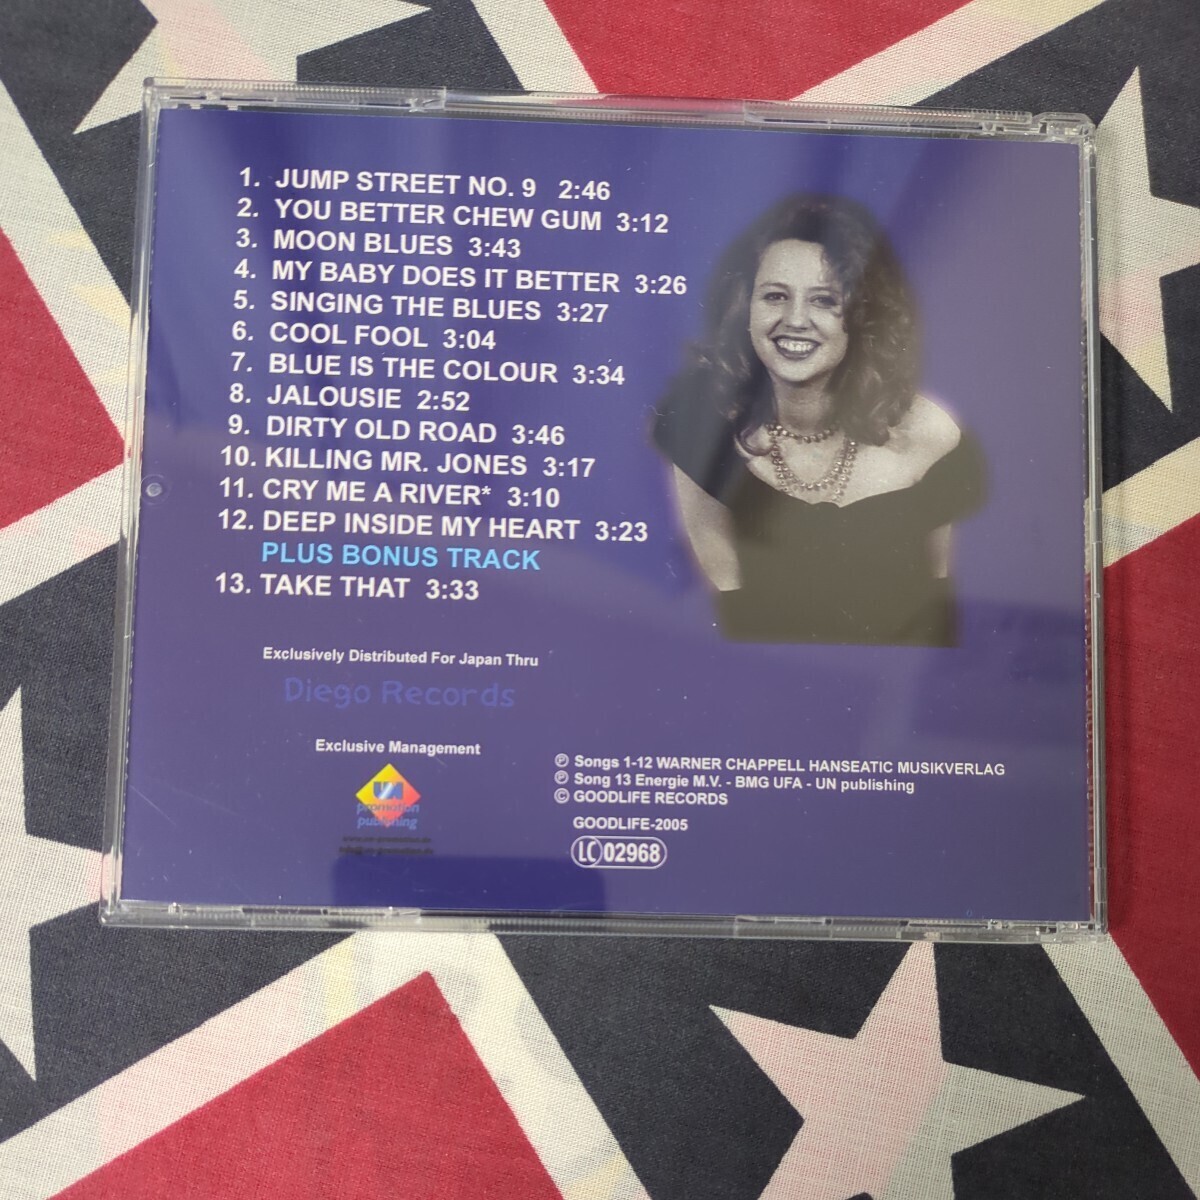 1. JUMP STREET NO. 9 2:46
2. YOU BETTER CHEW GUM 3:12
3. MOON BLUES 3:43
4. MY BABY DOES IT BETTER 3:26
5. SINGING THE BLUES 3:27
6. COOL FOOL 3:04
7. BLUE IS THE COLOUR 3:34
8. JALOUSIE 2:52
9. DIRTY OLD ROAD 3:46
10. KILLING MR. JONES 3:17
11. CRY ME A RIVER* 3:10
12. DEEP INSIDE MY HEART 3:23
PLUS BONUS TRACK
13. TAKE THAT 3:33
Exclusively Distributed For Japan Thru
Diego Records
Exclusive Management
promotion
publishing
℗ Songs 1-12 WARNER CHAPPELL HANSEATIC MUSIKVERLAG
℗ Song 13 Energie M.V. - BMG UFA - UN publishing
© GOODLIFE RECORDS
GOODLIFE-2005
LC 02968